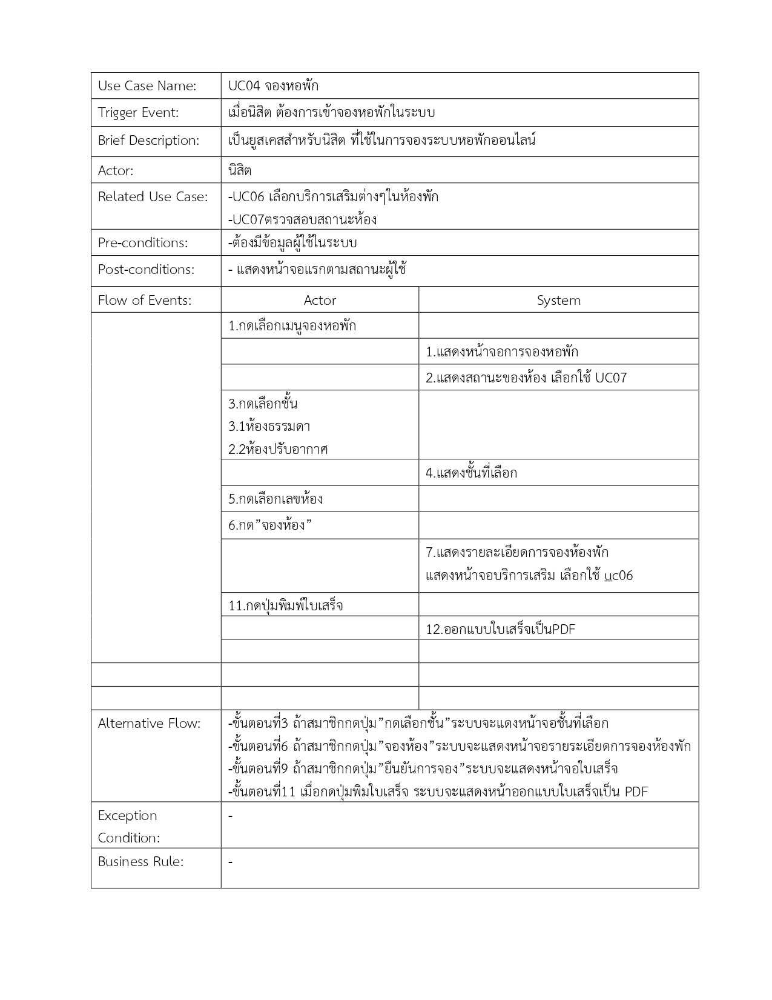 Use Case Name: UC04 จองหอพัก
Trigger Event: เมื่อนิสิต ต้องการเข้าจองหอพักในระบบ
Brief Description: เป็นยูสเคสสำหรับนิสิต ที่ใช้ในการจองระบบหอพักออนไลน์
Actor: นิสิต
Related Use Case: -UC06 เลือกบริการเสริมต่างๆในห้องพัก
-UC07ตรวจสอบสถานะห้อง
Pre-conditions: -ต้องมีข้อมูลผู้ใช้ในระบบ
Post-conditions: - แสดงหน้าจอแรกตามสถานะผู้ใช้
Flow of Events: Actor System
1.กดเลือกเมนูจองหอพัก
1.แสดงหน้าจอการจองหอพัก
2.แสดงสถานะของห้อง เลือกใช้ UC07
3.กดเลือกชั้น
3.1ห้องธรรมดา
2.2ห้องปรับอากาศ
4.แสดงชั้นที่เลือก
5.กดเลือกเลขห้อง
6.กด”จองห้อง”
7.แสดงรายละเอียดการจองห้องพัก
แสดงหน้าจอบริการเสริม เลือกใช้ uc06
11.กดปุ่มพิมพ์ใบเสร็จ
12.ออกแบบใบเสร็จเป็นPDF
Alternative Flow: -ขั้นตอนที่3 ถ้าสมาชิกกดปุ่ม”กดเลือกชั้น”ระบบจะแดงหน้าจอชั้นที่เลือก
-ขั้นตอนที่6 ถ้าสมาชิกกดปุ่ม”จองห้อง”ระบบจะแสดงหน้าจอรายระเอียดการจองห้องพัก
-ขั้นตอนที่9 ถ้าสมาชิกกดปุ่ม”ยืนยันการจอง”ระบบจะแสดงหน้าจอใบเสร็จ
-ขั้นตอนที่11 เมื่อกดปุ่มพิมใบเสร็จ ระบบจะแสดงหน้าออกแบบใบเสร็จเป็น PDF
Exception -
Condition:
Business Rule: -